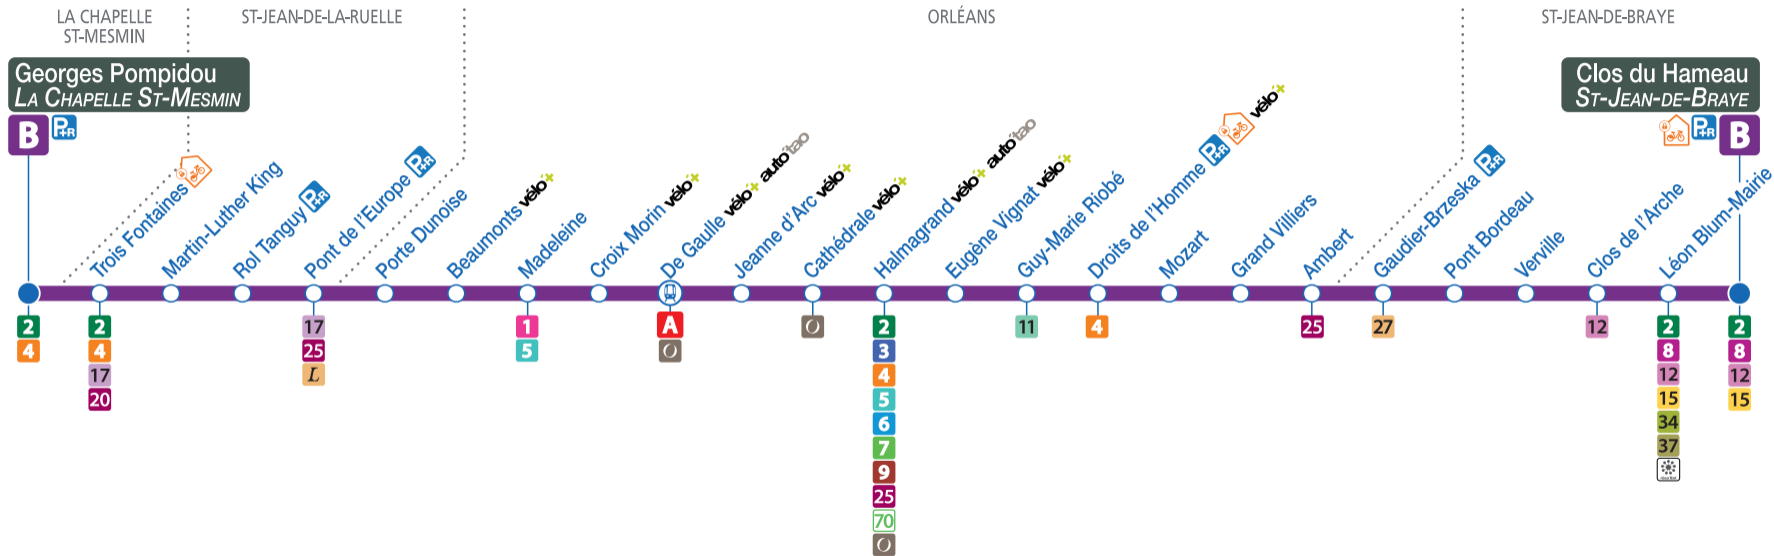 LA CHAPELLE
ST-MESMIN
ST-JEAN-DE-LA-RUELLE
ORLÉANS
ST-JEAN-DE-BRAYE
Georges Pompidou
LA CHAPELLE ST-MESMIN
B P+R
Clos du Hameau
ST-JEAN-DE-BRAYE
P+R B
Trois Fontaines
Martin-Luther King
Rol Tanguy P+R
Pont de l'Europe P+R
Porte Dunoise
Beaumonts vélo+
Madeleine
Croix Morin vélo+
De Gaulle vélo+ auto'tao
Jeanne d'Arc vélo+
Cathédrale vélo+
Halmagrand vélo+ auto'tao
Eugène Vignat vélo+
Guy-Marie Riobé
Droits de l'Homme P+R vélo+
Mozart
Grand Villiers
Ambert
Gaudier-Brzeska P+R
Pont Bordeau
Verville
Clos de l'Arche
Léon Blum-Mairie
2
4
2
4
17
20
17
25
L
1
5
A
O
O
2
3
4
5
6
7
9
25
70
O
11
4
25
27
12
2
8
12
15
34
37
2
8
12
15